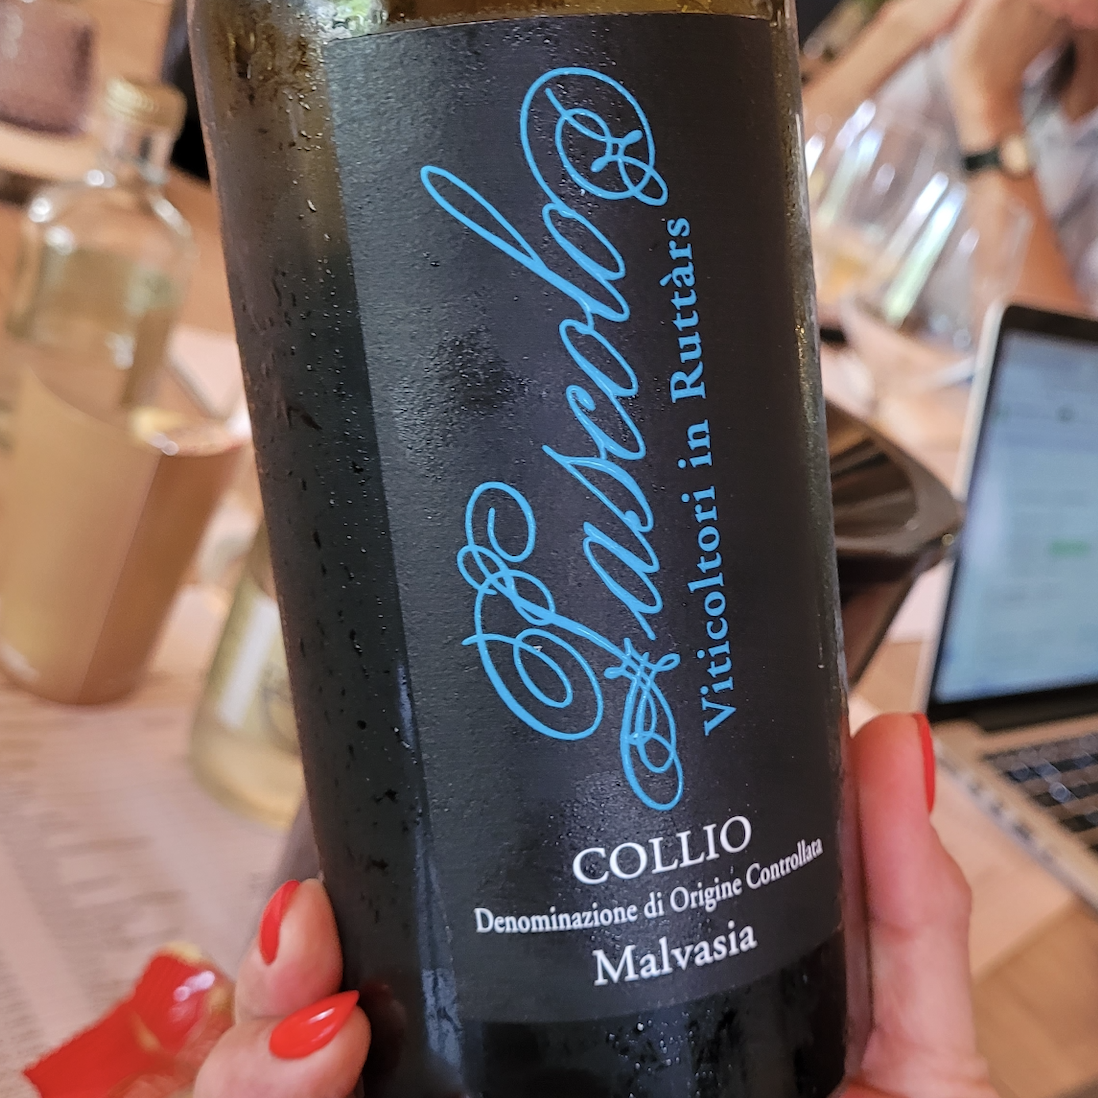 Pascolo
Viticoltori in Ruttàrs
COLLIO
Denominazione di Origine Controllata
Malvasia